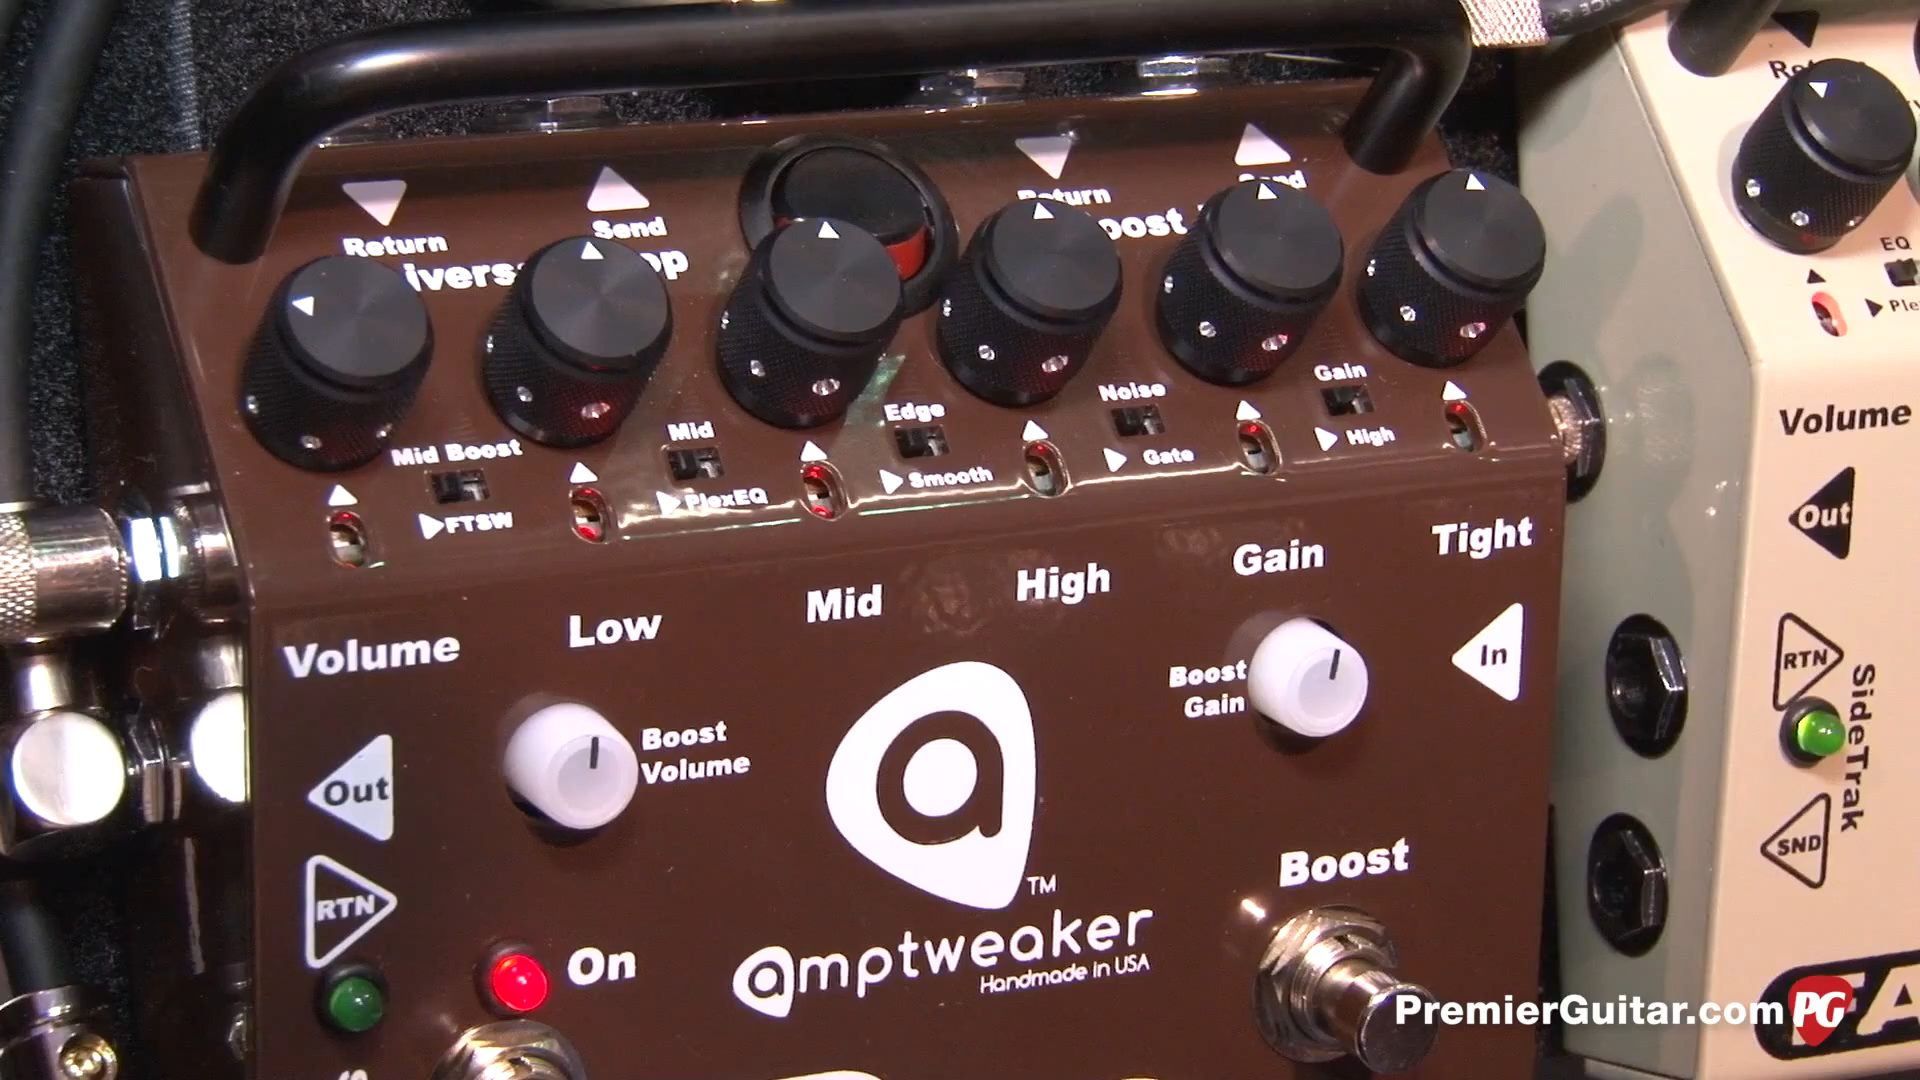 Return
Send
Return
Send
Mid Boost
FTSW
Mid
PlexEQ
Edge
Smooth
Noise
Gate
Gain
High
Volume
Low
Mid
High
Gain
Tight
Boost
Volume
Boost
Gain
In
Out
RTN
On
Boost
TM
amptweaker
Handmade in USA
EQ
Volume
Out
RTN
SideTrak
SND
PremierGuitar.com PG